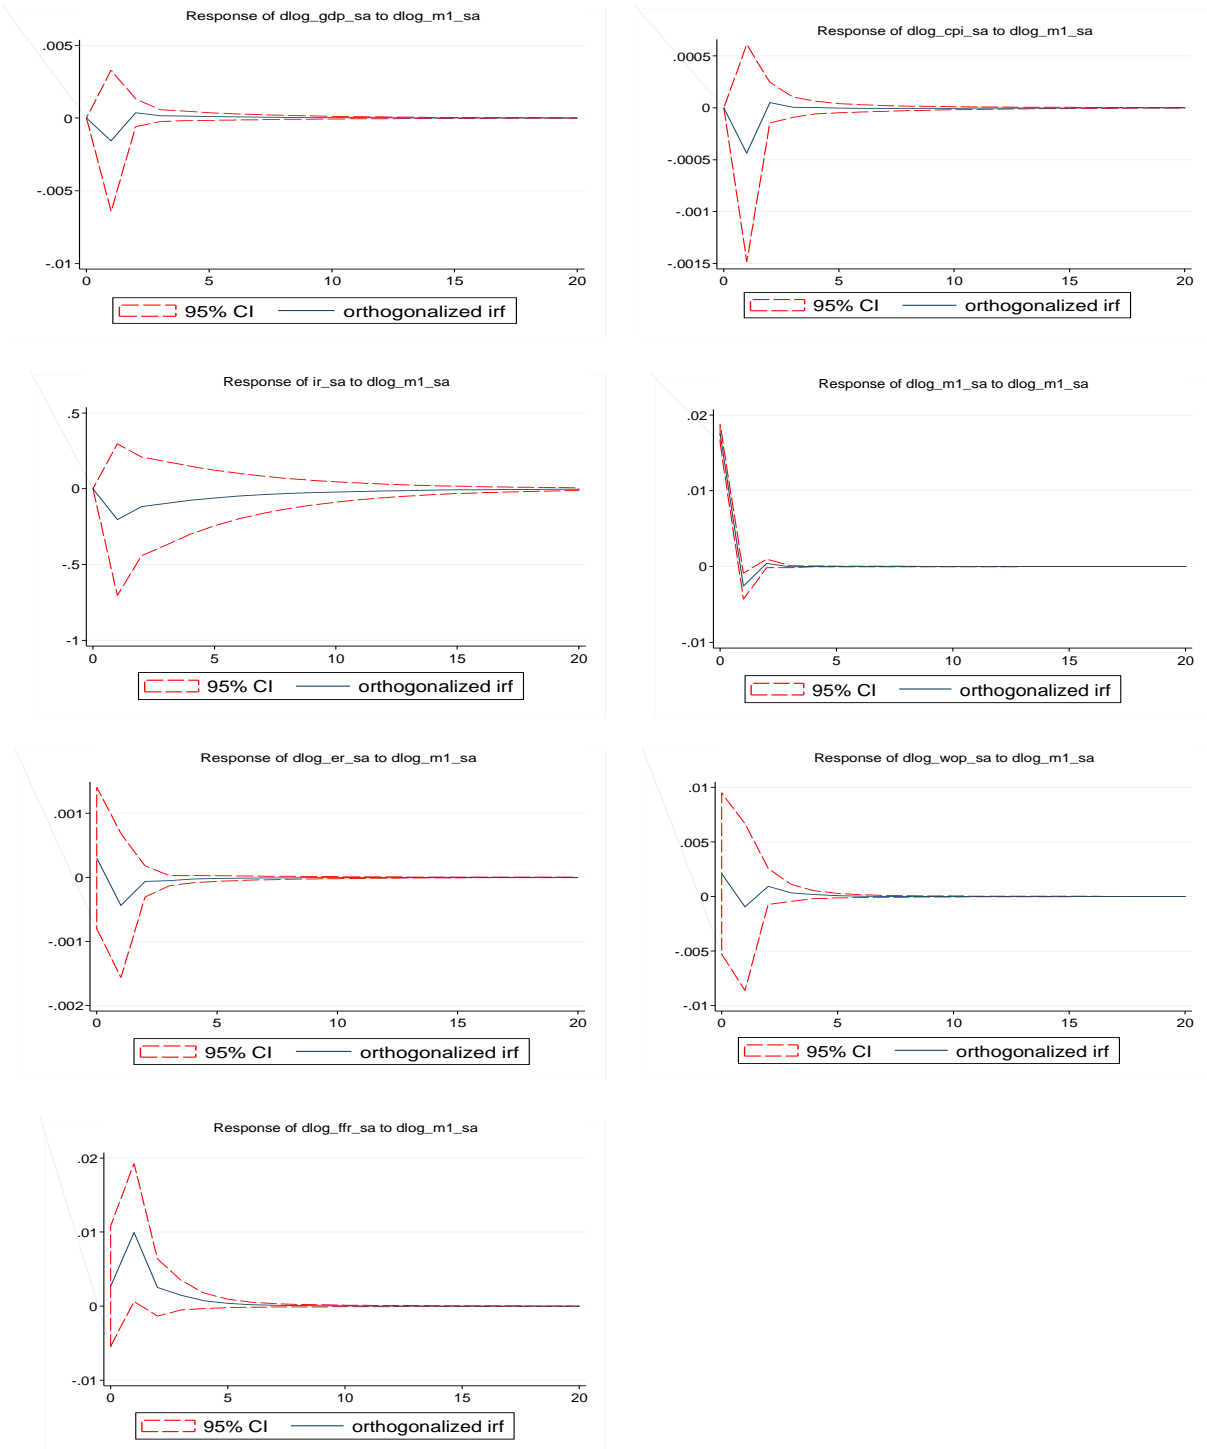 Response of dlog_gdp_sa to dlog_m1_sa
.005
0
-.005
-.01
0 5 10 15 20
95% CI orthogonalized irf
Response of dlog_cpi_sa to dlog_m1_sa
.0005
0
-.0005
-.001
-.0015
0 5 10 15 20
95% CI orthogonalized irf
Response of ir_sa to dlog_m1_sa
.5
0
-.5
-1
0 5 10 15 20
95% CI orthogonalized irf
Response of dlog_m1_sa to dlog_m1_sa
.02
.01
0
-.01
0 5 10 15 20
95% CI orthogonalized irf
Response of dlog_er_sa to dlog_m1_sa
.001
0
-.001
-.002
0 5 10 15 20
95% CI orthogonalized irf
Response of dlog_wop_sa to dlog_m1_sa
.01
.005
0
-.005
-.01
0 5 10 15 20
95% CI orthogonalized irf
Response of dlog_ffr_sa to dlog_m1_sa
.02
.01
0
-.01
0 5 10 15 20
95% CI orthogonalized irf